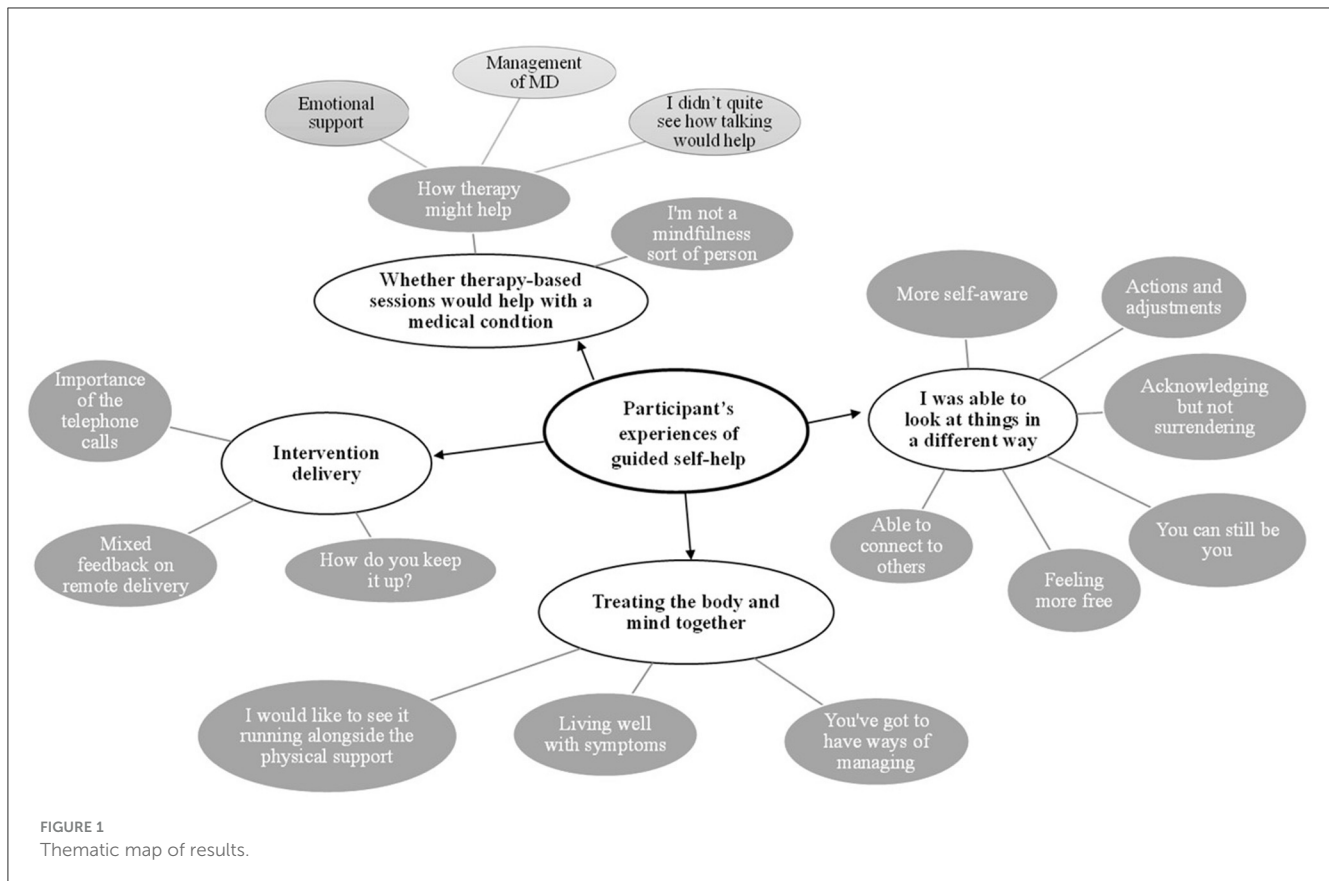 Management
of MD
Emotional
support
I didn't quite
see how talking
would help
How therapy
might help
I'm not a
mindfulness
sort of person
Whether therapy-based
sessions would help with a
medical condtion
More self-aware
Actions and
adjustments
Importance
of the
telephone
calls
Participant's
experiences of
guided self-help
I was able to
look at things in
a different way
Acknowledging
but not
surrendering
Intervention
delivery
Mixed
feedback on
remote delivery
How do you keep
it up?
Able to
connect to
others
Feeling
more free
You can still be
you
Treating the body and
mind together
I would like to see it
running alongside the
physical support
Living well
with symptoms
You've got to
have ways of
managing
FIGURE 1
Thematic map of results.